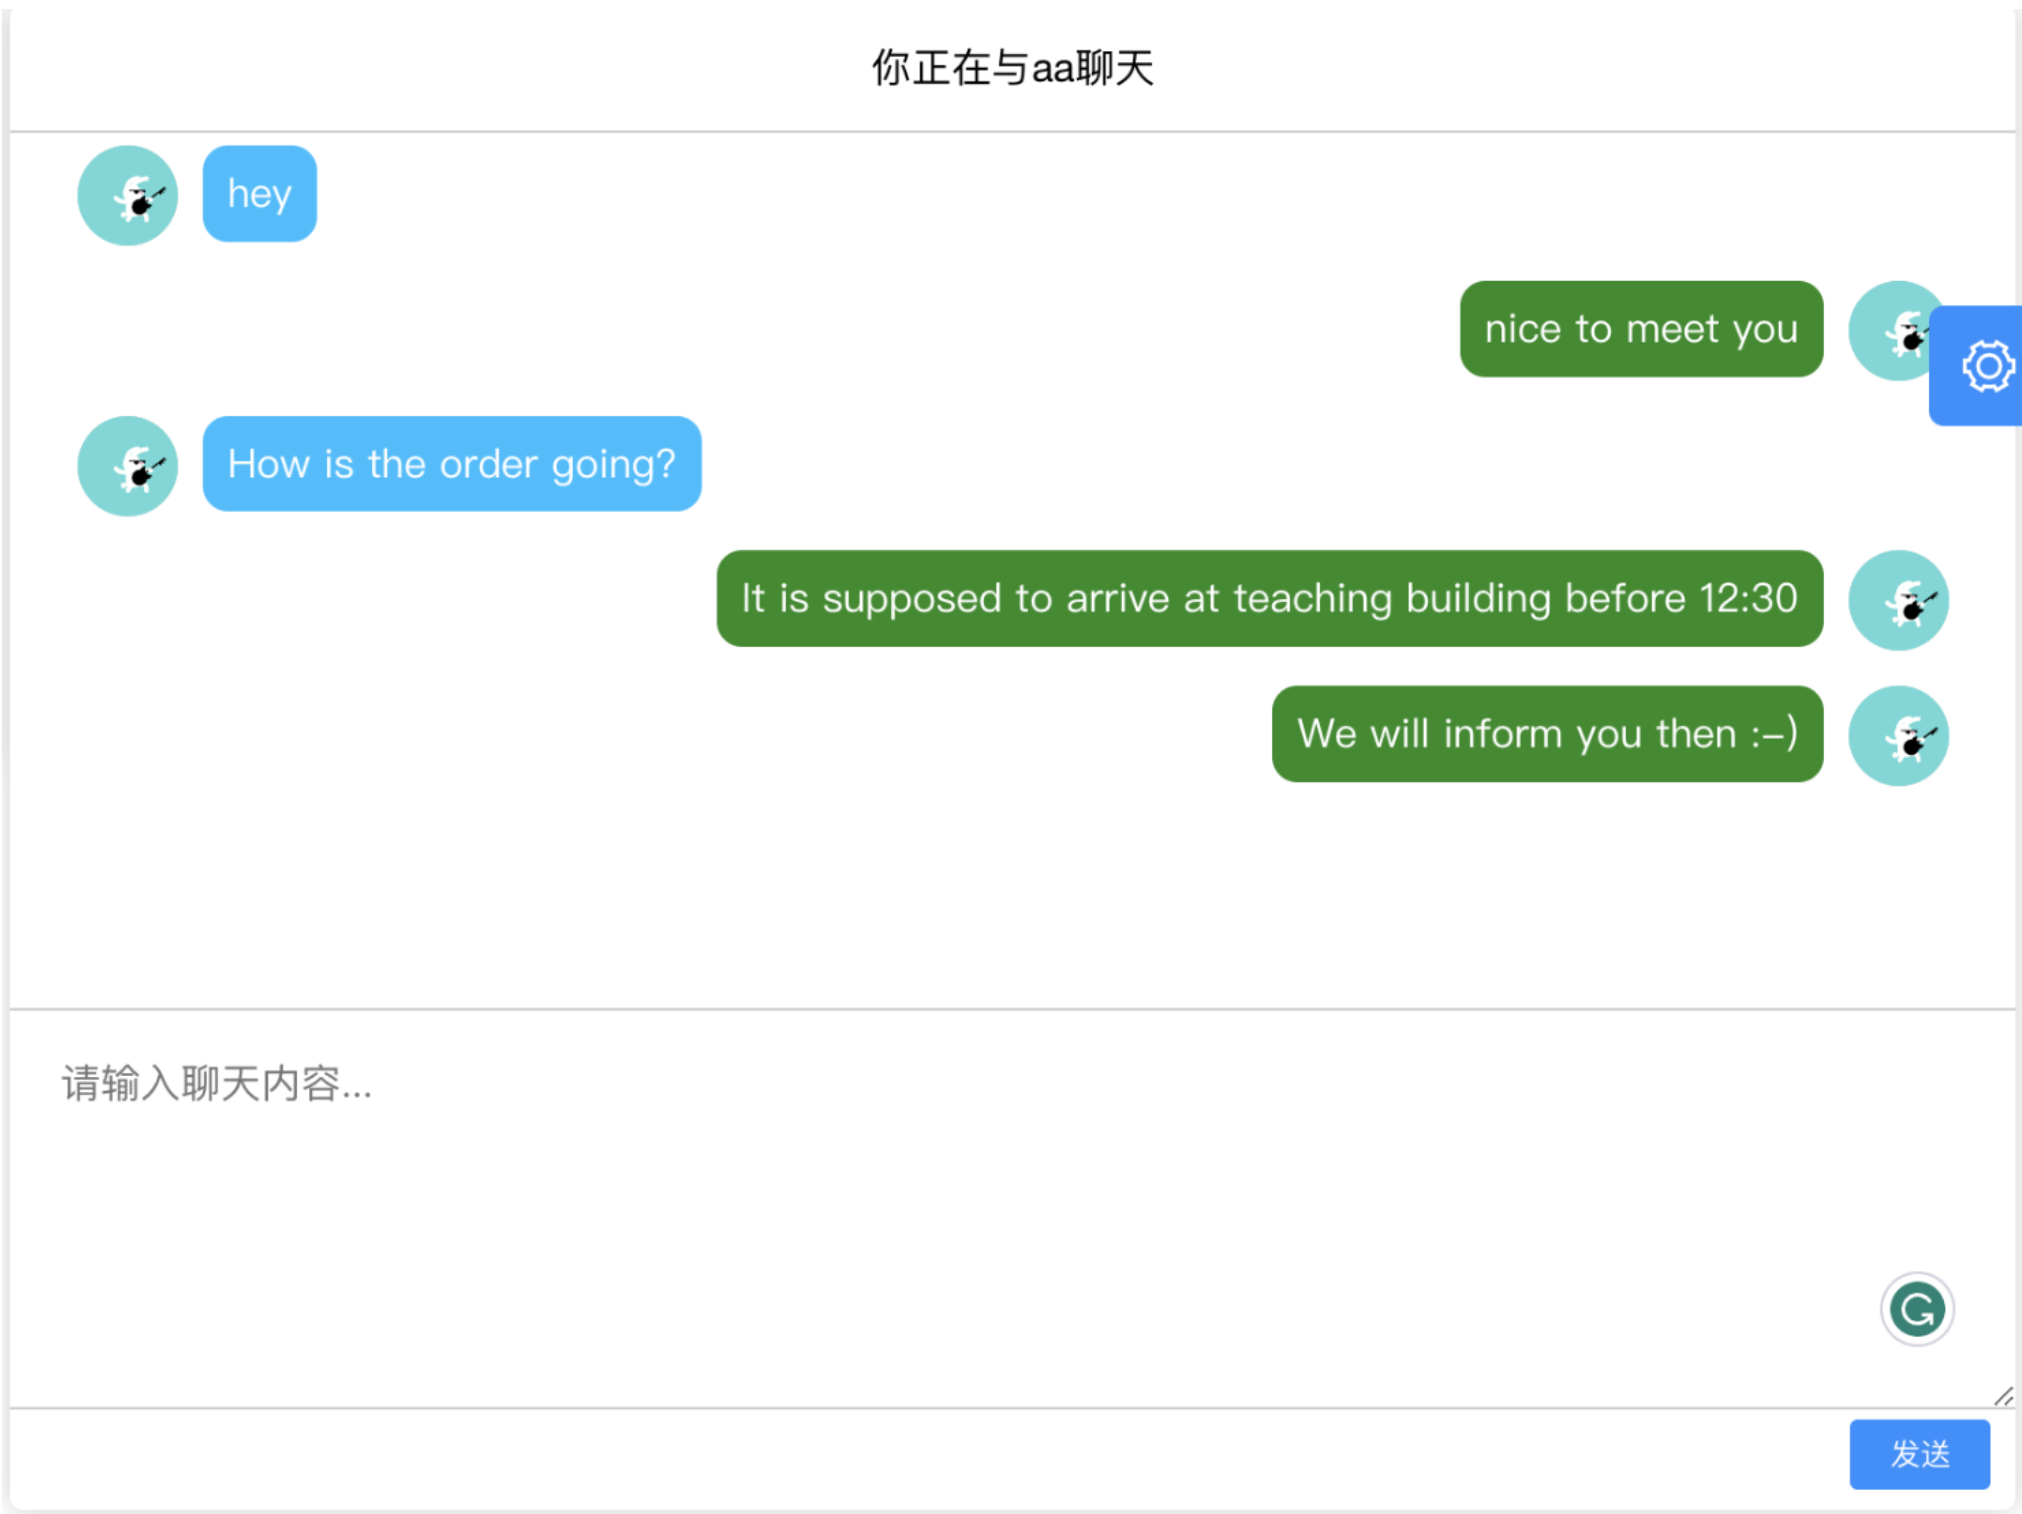 你正在与aa聊天
hey
nice to meet you
How is the order going?
It is supposed to arrive at teaching building before 12:30
We will inform you then :-)
请输入聊天内容...
发送